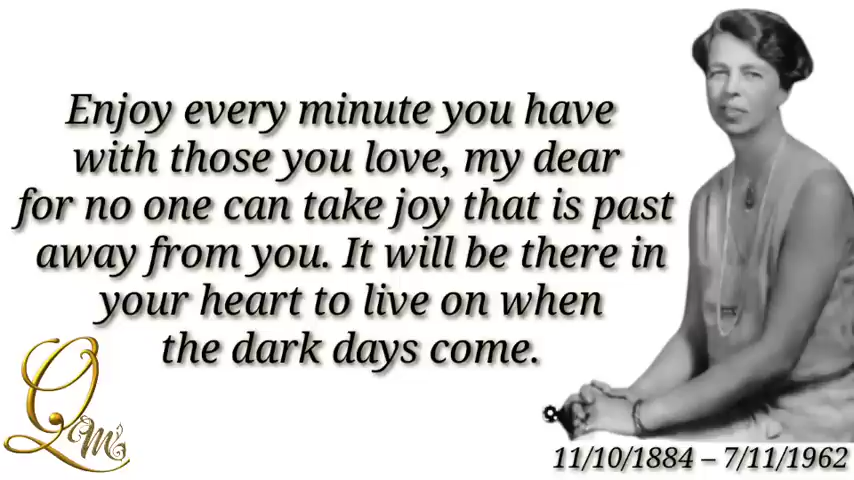 Enjoy every minute you have
with those you love, my dear
for no one can take joy that is past
away from you. It will be there in
your heart to live on when
the dark days come.
QM's
11/10/1884 – 7/11/1962